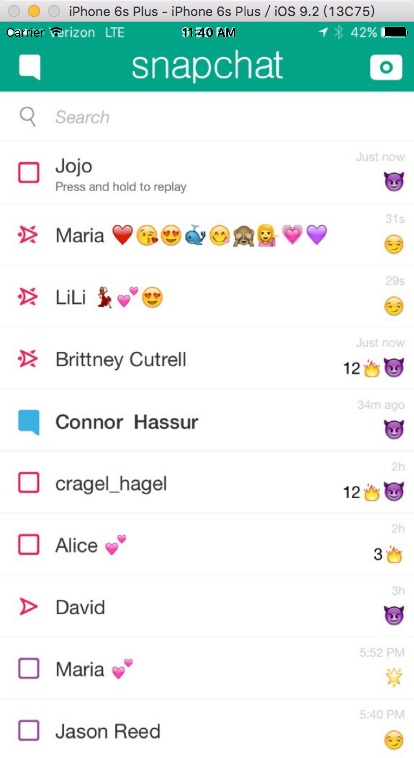 iPhone 6s Plus - iPhone 6s Plus / iOS 9.2 (13C75)
Carrier Verizon LTE 11:40 AM 42%
snapchat
Search
Just now
Jojo
Press and hold to replay
31s
Maria ❤️😘😍🐳😋🙈💁💗💜
29s
LiLi 💃💕😍
Just now
Brittney Cutrell
12🔥😈
34m ago
Connor Hassur
2h
cragel_hagel
12🔥😈
2h
Alice 💕
3🔥
3h
David
5:52 PM
Maria 💕
5:40 PM
Jason Reed